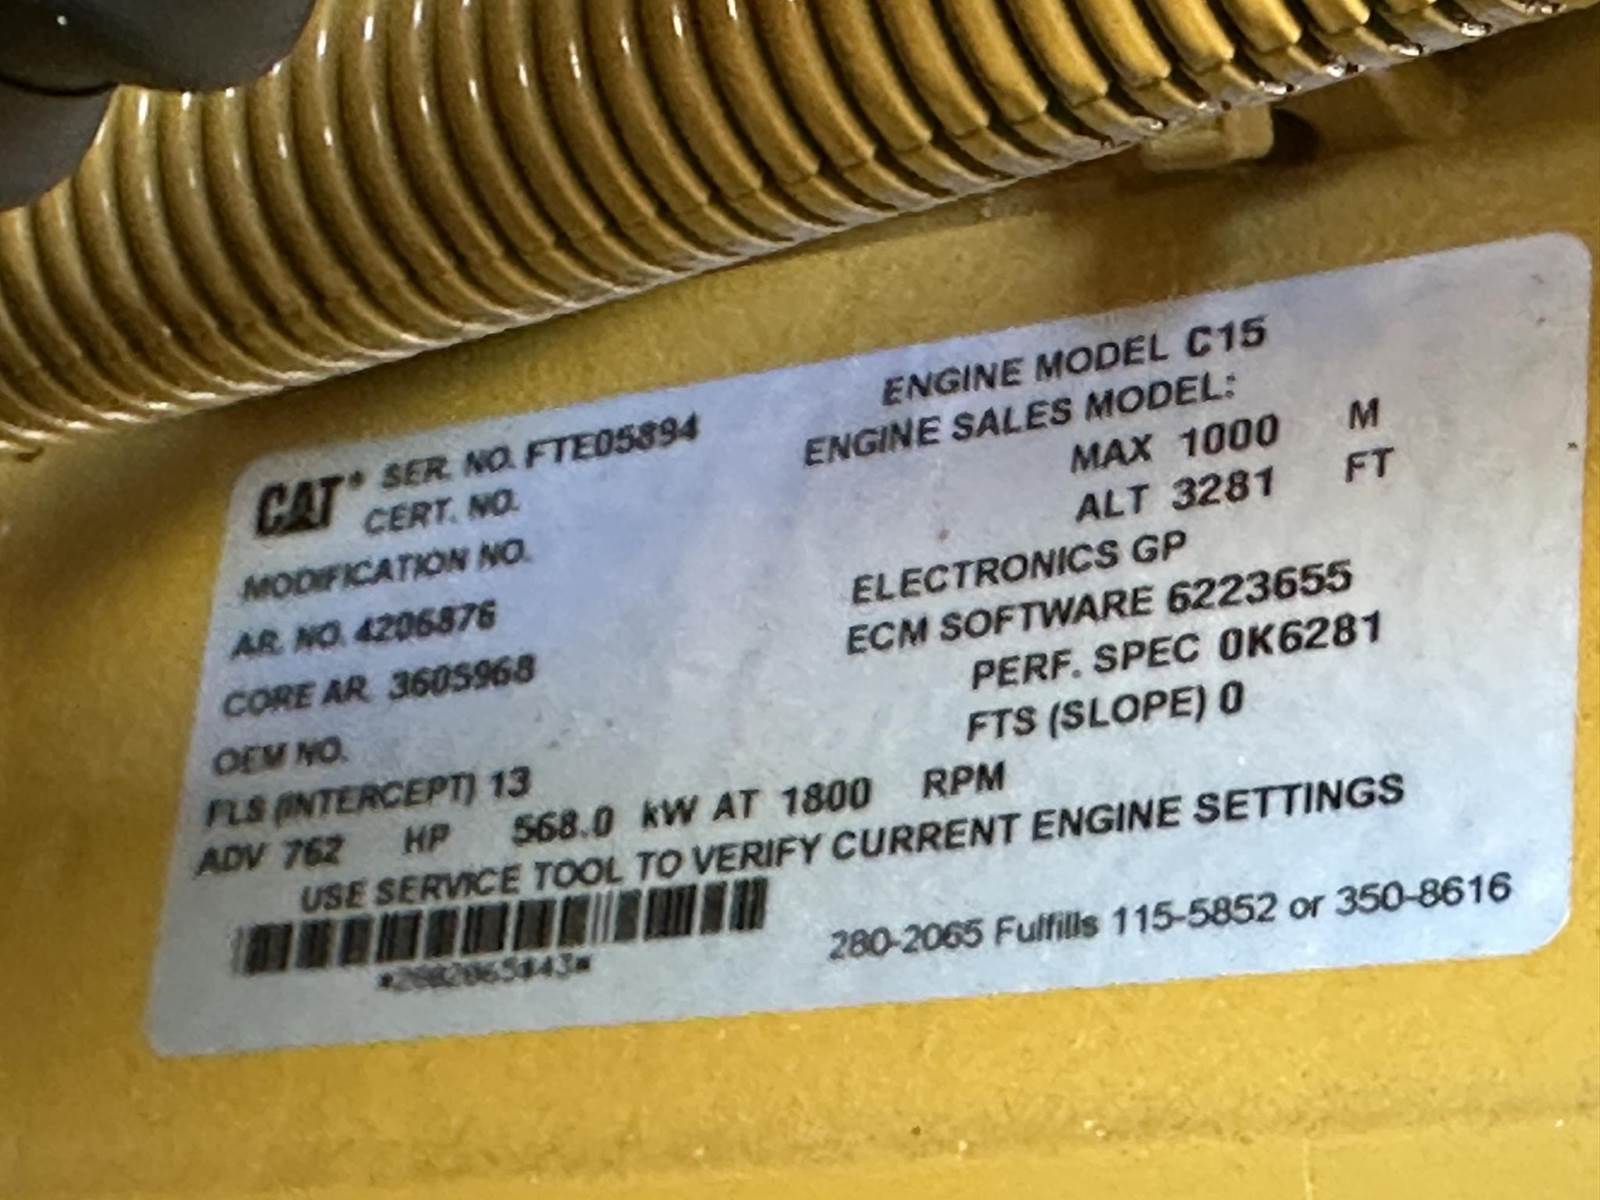 CAT SER. NO. FTE05894
CERT. NO.
MODIFICATION NO.
AR. NO. 4206876
CORE AR. 3605968
OEM NO.
FLS (INTERCEPT) 13
ENGINE MODEL C15
ENGINE SALES MODEL:
MAX 1000 M
ALT 3281 FT
ELECTRONICS GP
ECM SOFTWARE 6223655
PERF. SPEC 0K6281
FTS (SLOPE) 0
ADV 762 HP 568.0 kW AT 1800 RPM
USE SERVICE TOOL TO VERIFY CURRENT ENGINE SETTINGS
280-2065 Fulfills 115-5852 or 350-8616